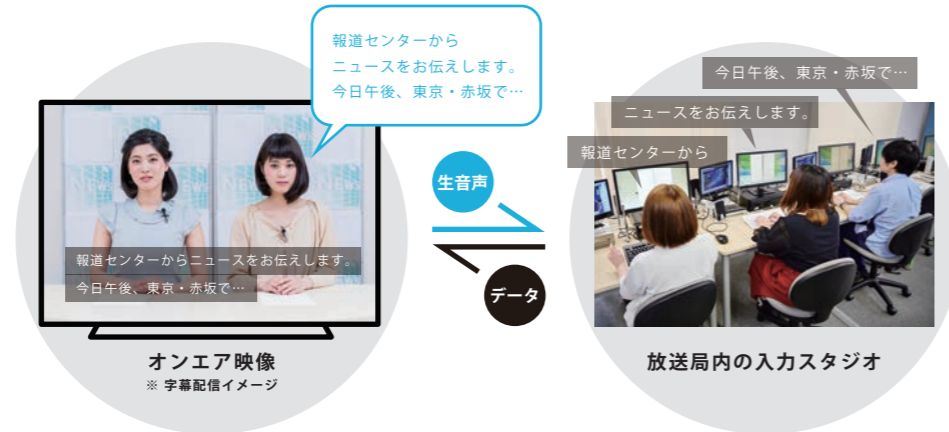 報道センターから
ニュースをお伝えします。
今日午後、東京・赤坂で…
報道センターからニュースをお伝えします。
今日午後、東京・赤坂で…
オンエア映像
※ 字幕配信イメージ
生音声
データ
今日午後、東京・赤坂で…
ニュースをお伝えします。
報道センターから
放送局内の入力スタジオ